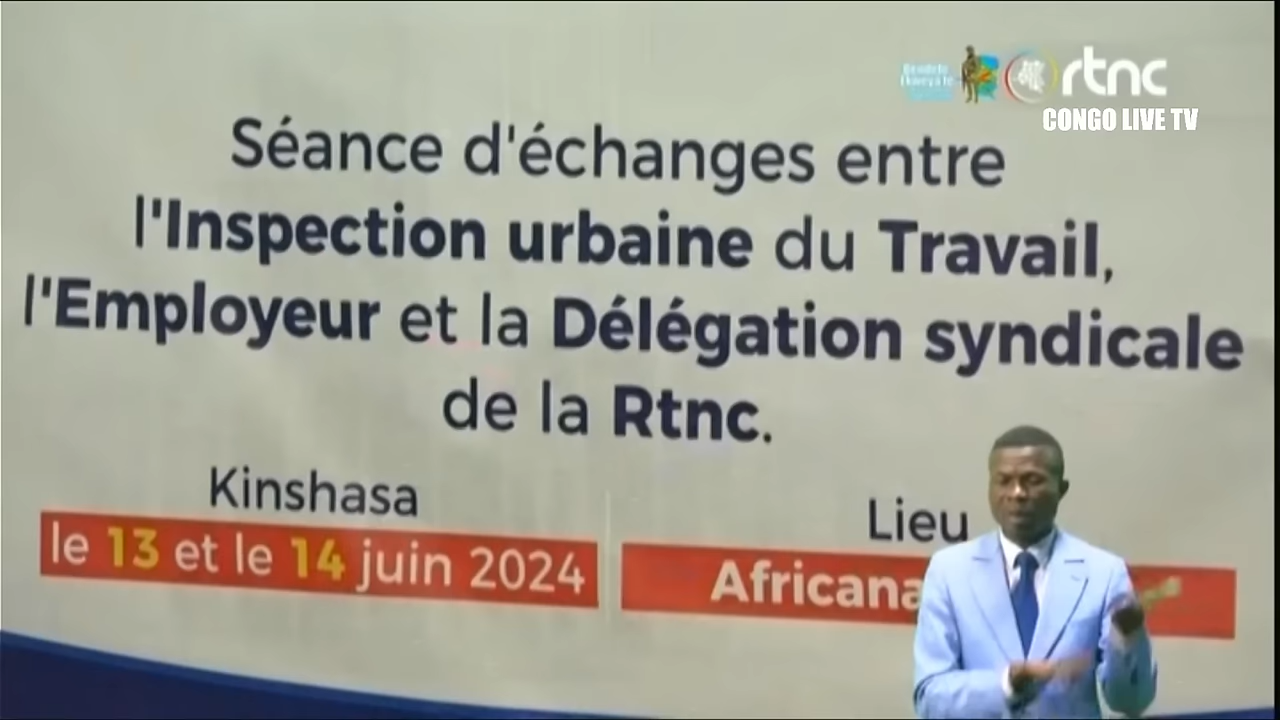 rtnc
CONGO LIVE TV
Séance d'échanges entre
l'Inspection urbaine du Travail,
l'Employeur et la Délégation syndicale
de la Rtnc.
Kinshasa
le 13 et le 14 juin 2024
Lieu
Africana